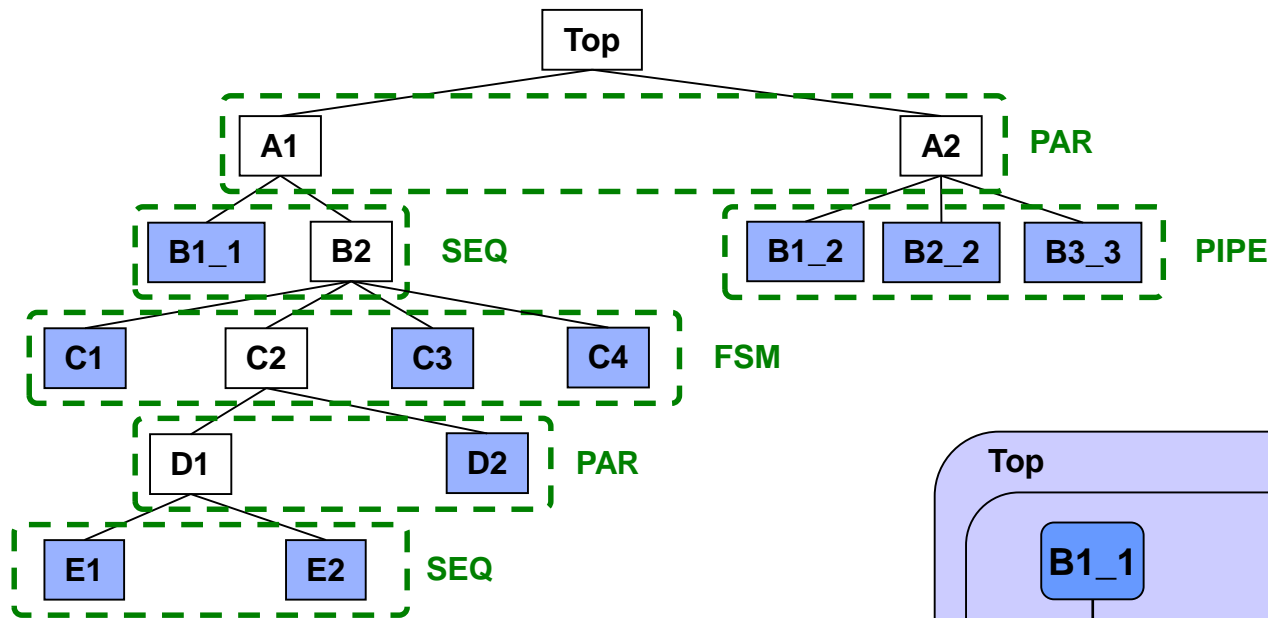 Top
A1
A2
PAR
B1_1
B2
SEQ
B1_2
B2_2
B3_3
PIPE
C1
C2
C3
C4
FSM
D1
D2
PAR
Top
E1
E2
SEQ
B1_1